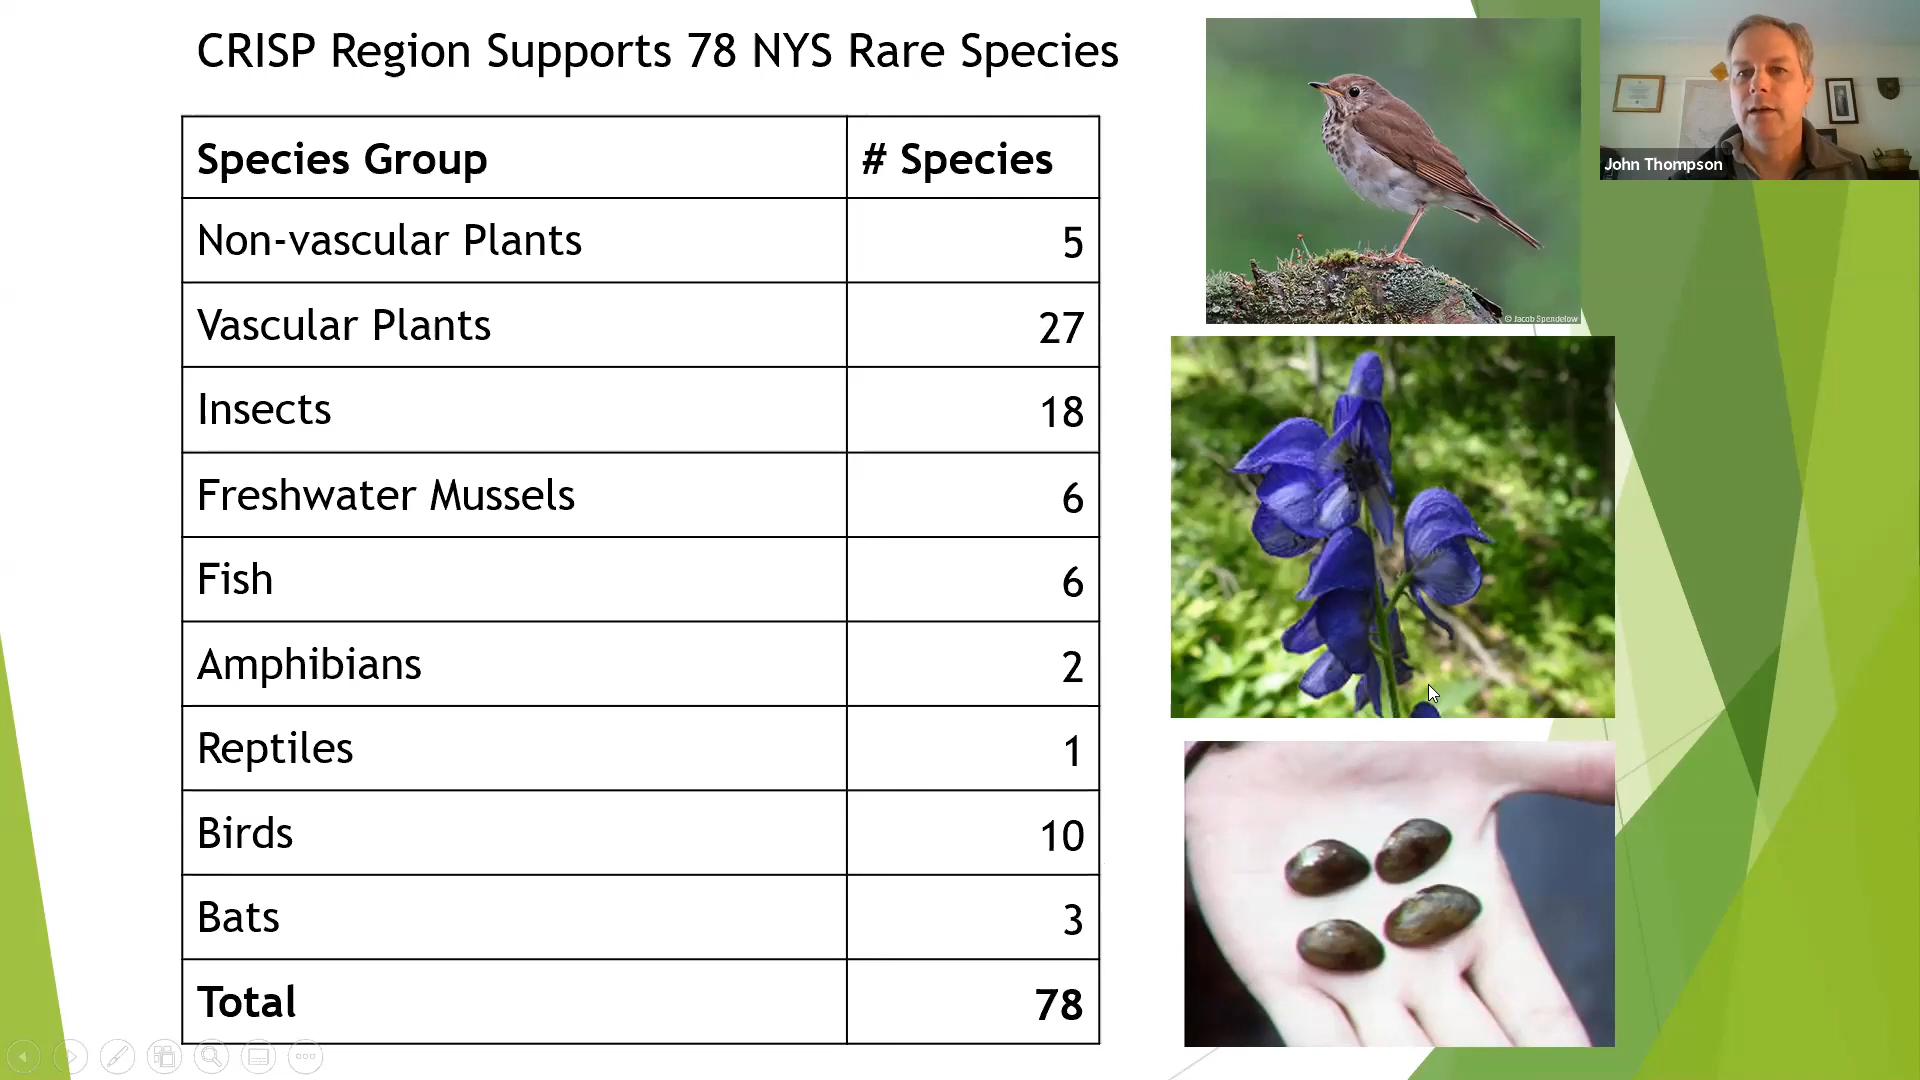 CRISP Region Supports 78 NYS Rare Species
Species Group # Species
Non-vascular Plants 5
Vascular Plants 27
Insects 18
Freshwater Mussels 6
Fish 6
Amphibians 2
Reptiles 1
Birds 10
Bats 3
Total 78
© Jacob Spendelow
John Thompson